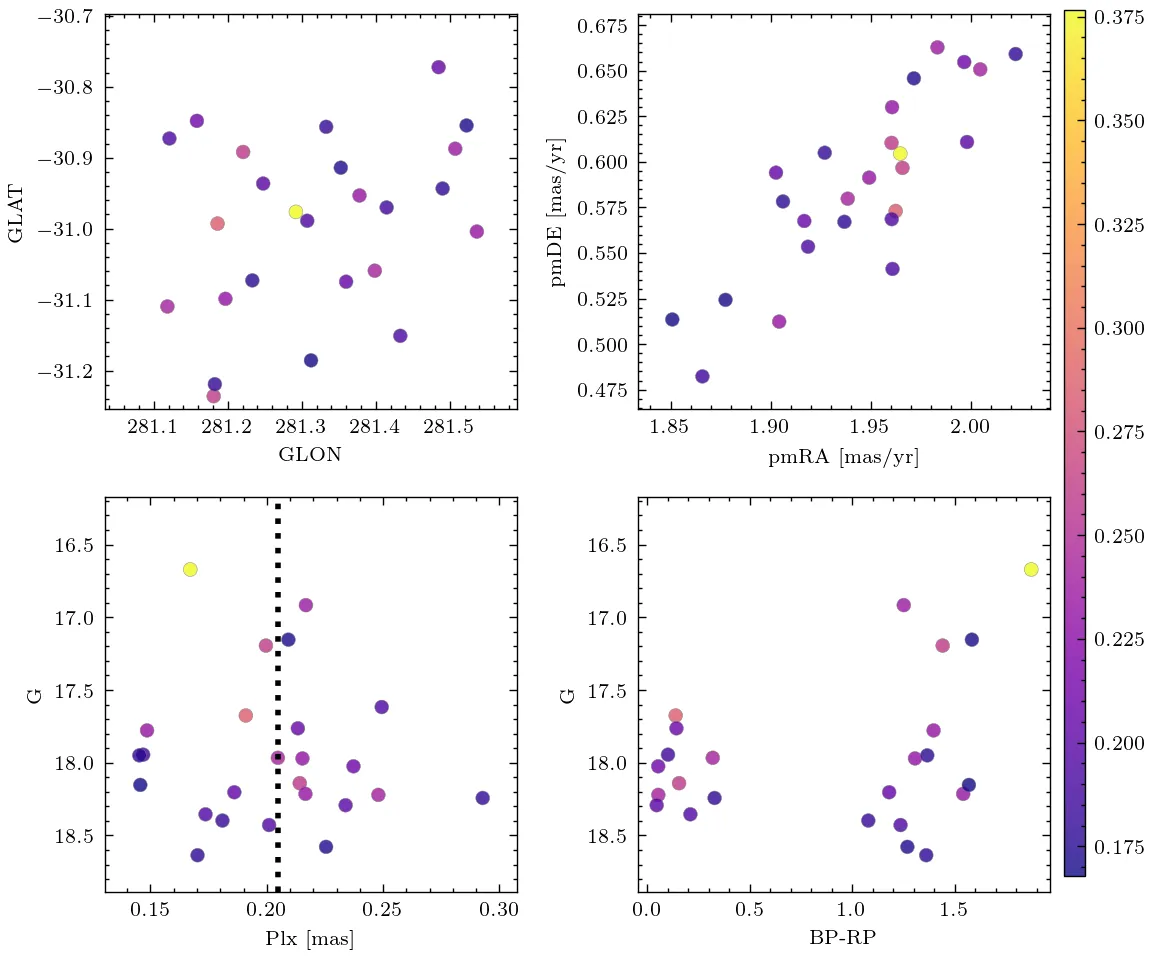 −30.7
−30.8
−30.9
−31.0
−31.1
−31.2
GLAT
281.1 281.2 281.3 281.4 281.5
GLON
0.675
0.650
0.625
0.600
0.575
0.550
0.525
0.500
0.475
pmDE [mas/yr]
1.85 1.90 1.95 2.00
pmRA [mas/yr]
16.5
17.0
17.5
18.0
18.5
G
0.15 0.20 0.25 0.30
Plx [mas]
16.5
17.0
17.5
18.0
18.5
G
0.0 0.5 1.0 1.5
BP-RP
0.375
0.350
0.325
0.300
0.275
0.250
0.225
0.200
0.175